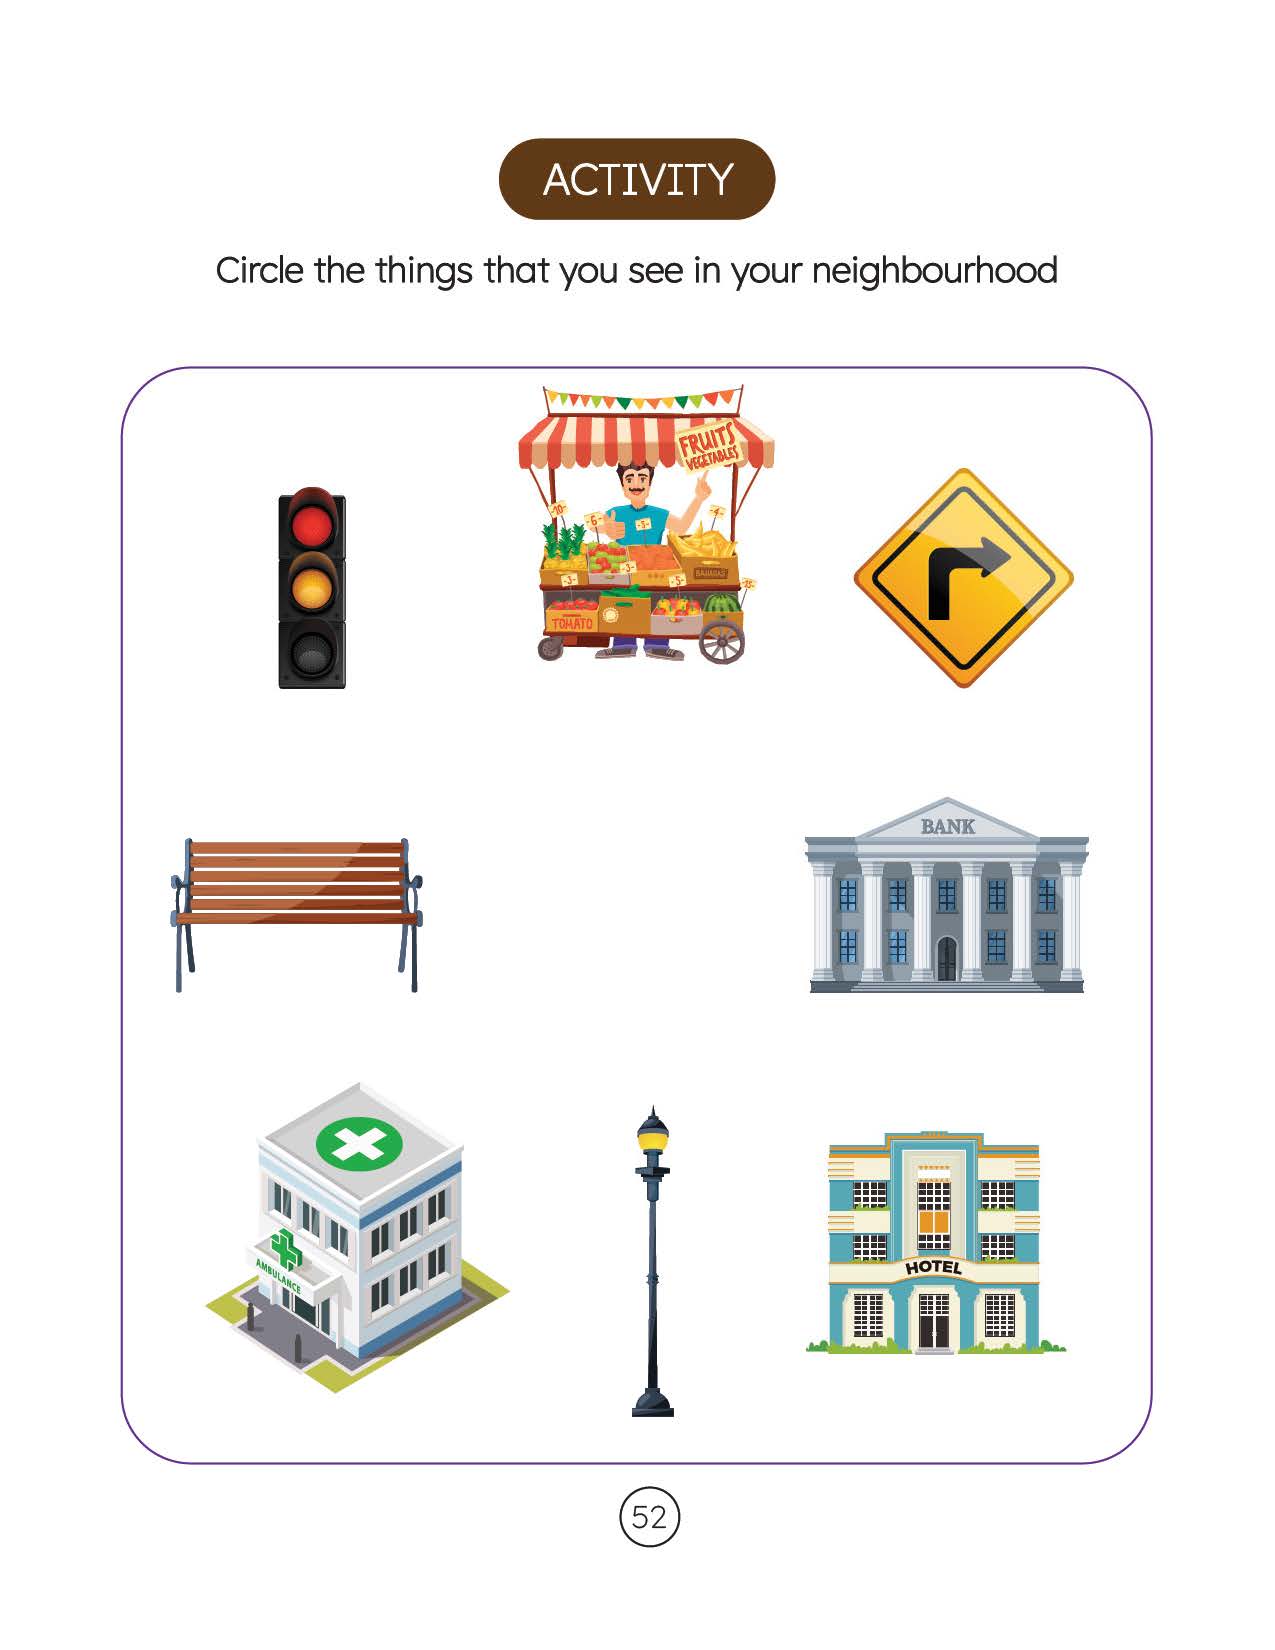 ACTIVITY
Circle the things that you see in your neighbourhood
FRUITS
VEGETABLES
-10-
-6-
-5-
-4-
BANANAS
-3-
-3-
-5-
TOMATO
BANK
AMBULANCE
HOTEL
52